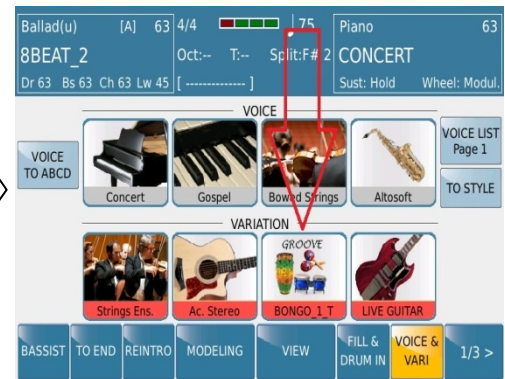 Ballad(u) [A] 63 4/4 75 Piano 63
8BEAT_2 Oct:-- T:-- Split:F# 2 CONCERT
Dr 63 Bs 63 Ch 63 Lw 45 [ -------------- ] Sust: Hold Wheel: Modul.
VOICE
VOICE TO ABCD
Concert
Gospel
Bowed Strings
Altosoft
VOICE LIST
Page 1
TO STYLE
VARIATION
GROOVE
Strings Ens.
Ac. Stereo
BONGO_1_T
LIVE GUITAR
BASSIST
TO END
REINTRO
MODELING
VIEW
FILL &
DRUM IN
VOICE &
VARI
1/3 >